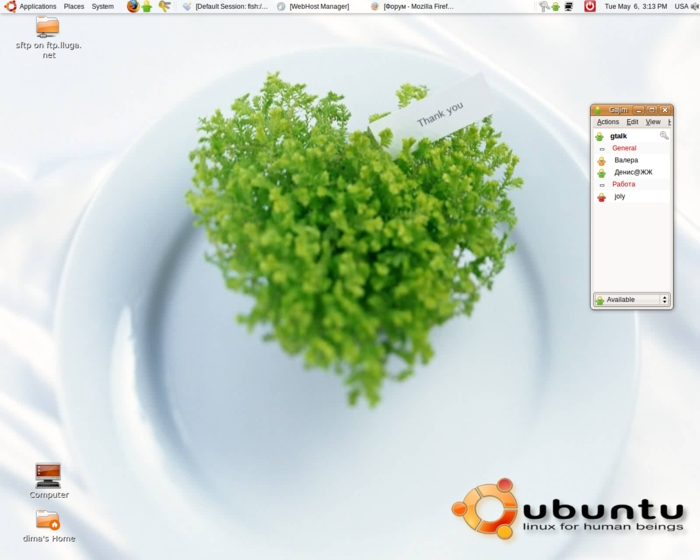 Applications Places System
[Default Session: fish:/...
[WebHost Manager]
[Форум - Mozilla Firef...
Tue May 6, 3:13 PM
USA
sftp on ftp.lluga.
net
Thank you
Gajim
Actions Edit View
gtalk
General
Валера
Денис@ЖЖ
Работа
joly
Available
Computer
dima's Home
ubuntu
linux for human beings